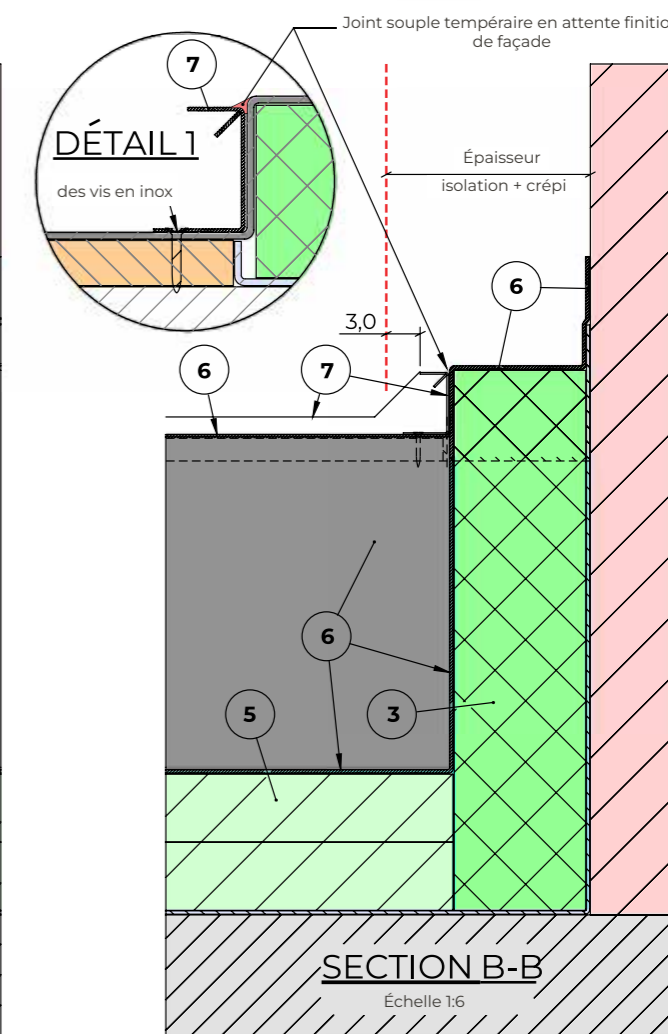 Joint souple tempéraire en attente finitio
de façade
7
DÉTAIL 1
des vis en inox
Épaisseur
isolation + crépi
6
3,0
6
7
6
5
3
SECTION B-B
Échelle 1:6